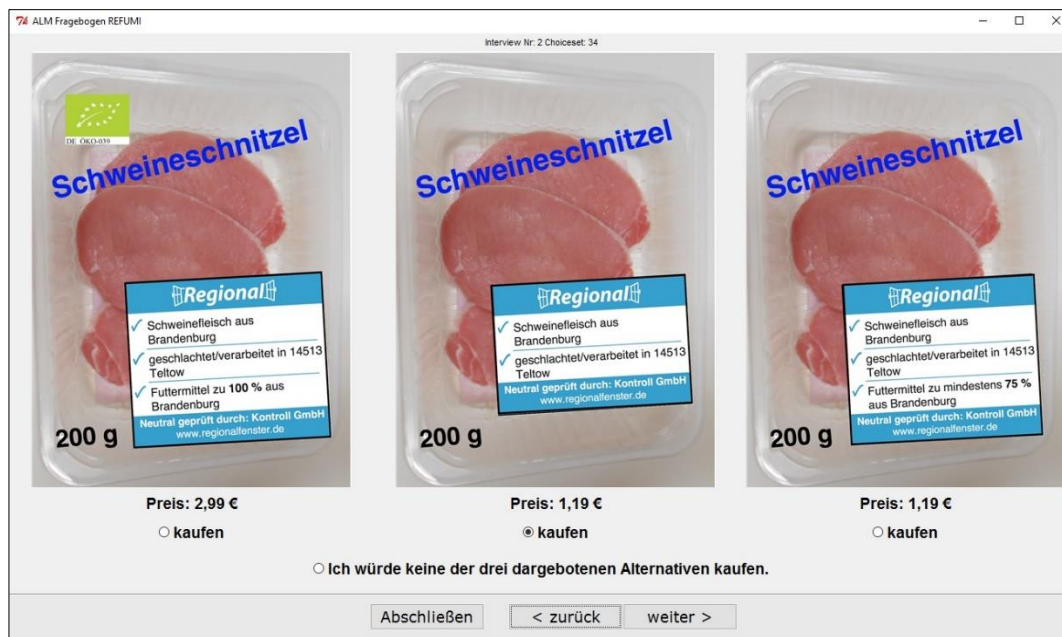 ALM Fragebogen REFUMI
Interview Nr: 2 Choiceset: 34
DE ÖKO-039
Schweineschnitzel
Regional
Schweinefleisch aus
Brandenburg
geschlachtet/verarbeitet in 14513
Teltow
Futtermittel zu 100 % aus
Brandenburg
Neutral geprüft durch: Kontroll GmbH
www.regionalfenster.de
200 g
Preis: 2,99 €
kaufen
Schweineschnitzel
Regional
Schweinefleisch aus
Brandenburg
geschlachtet/verarbeitet in 14513
Teltow
Neutral geprüft durch: Kontroll GmbH
www.regionalfenster.de
200 g
Preis: 1,19 €
kaufen
Schweineschnitzel
Regional
Schweinefleisch aus
Brandenburg
geschlachtet/verarbeitet in 14513
Teltow
Futtermittel zu mindestens 75 %
aus Brandenburg
Neutral geprüft durch: Kontroll GmbH
www.regionalfenster.de
200 g
Preis: 1,19 €
kaufen
Ich würde keine der drei dargebotenen Alternativen kaufen.
Abschließen
< zurück
weiter >